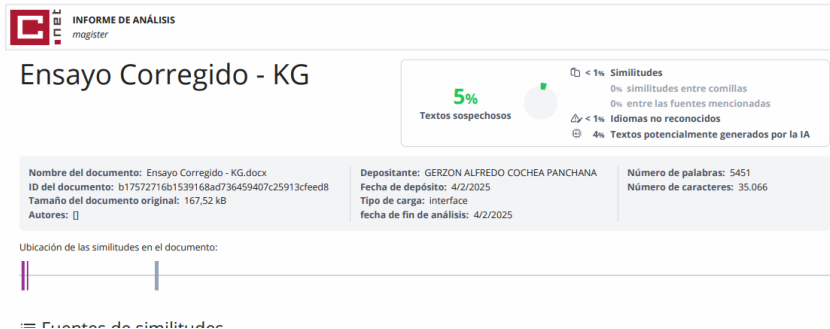 C
.net
INFORME DE ANÁLISIS
magister
Ensayo Corregido - KG
5%
Textos sospechosos
< 1% Similitudes
0% similitudes entre comillas
0% entre las fuentes mencionadas
< 1% Idiomas no reconocidos
4% Textos potencialmente generados por la IA
Nombre del documento: Ensayo Corregido - KG.docx
ID del documento: b17572716b1539168ad736459407c25913cfeed8
Tamaño del documento original: 167,52 kB
Autores: []
Depositante: GERZON ALFREDO COCHEA PANCHANA
Fecha de depósito: 4/2/2025
Tipo de carga: interface
fecha de fin de análisis: 4/2/2025
Número de palabras: 5451
Número de caracteres: 35.066
Ubicación de las similitudes en el documento:
Fuentes de similitudes